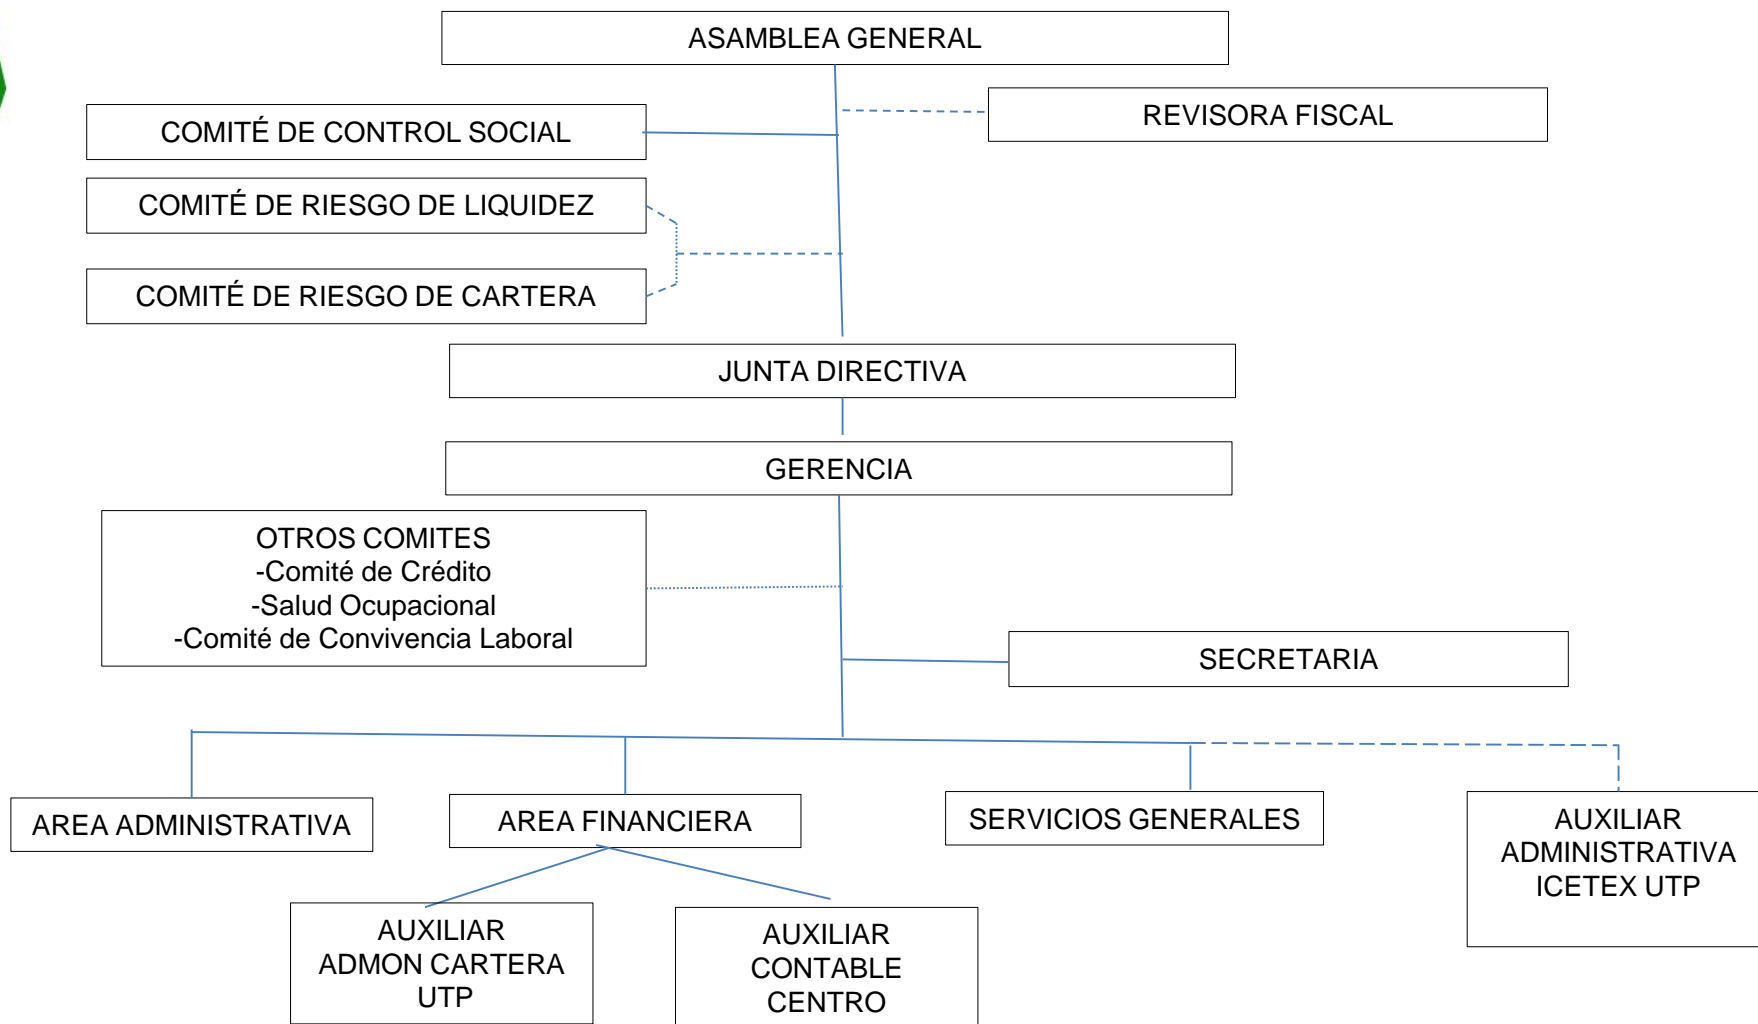 ASAMBLEA GENERAL
REVISORA FISCAL
COMITÉ DE CONTROL SOCIAL
COMITÉ DE RIESGO DE LIQUIDEZ
COMITÉ DE RIESGO DE CARTERA
JUNTA DIRECTIVA
GERENCIA
OTROS COMITES
-Comité de Crédito
-Salud Ocupacional
-Comité de Convivencia Laboral
SECRETARIA
AREA ADMINISTRATIVA
AREA FINANCIERA
SERVICIOS GENERALES
AUXILIAR
ADMINISTRATIVA
ICETEX UTP
AUXILIAR
ADMON CARTERA
UTP
AUXILIAR
CONTABLE
CENTRO